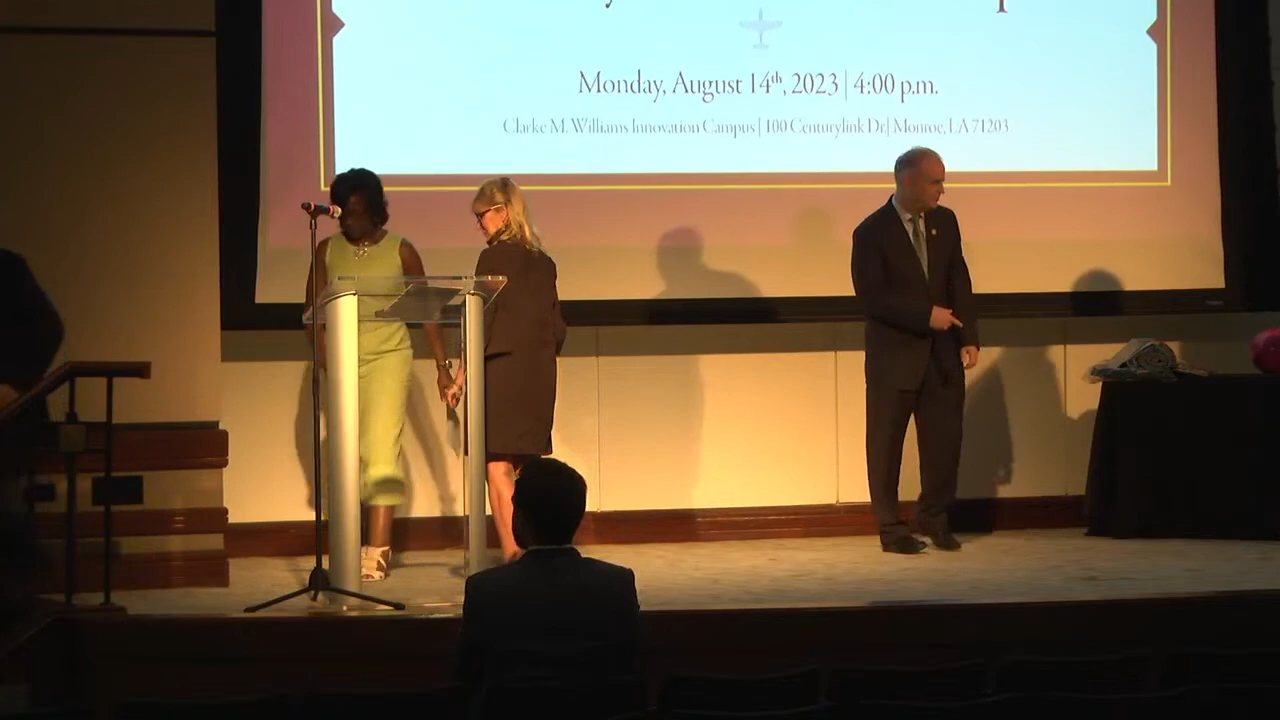 Monday, August 14th, 2023 | 4:00 p.m.
Clarke M. Williams Innovation Campus | 100 Centurylink Dr.| Monroe, LA 71203